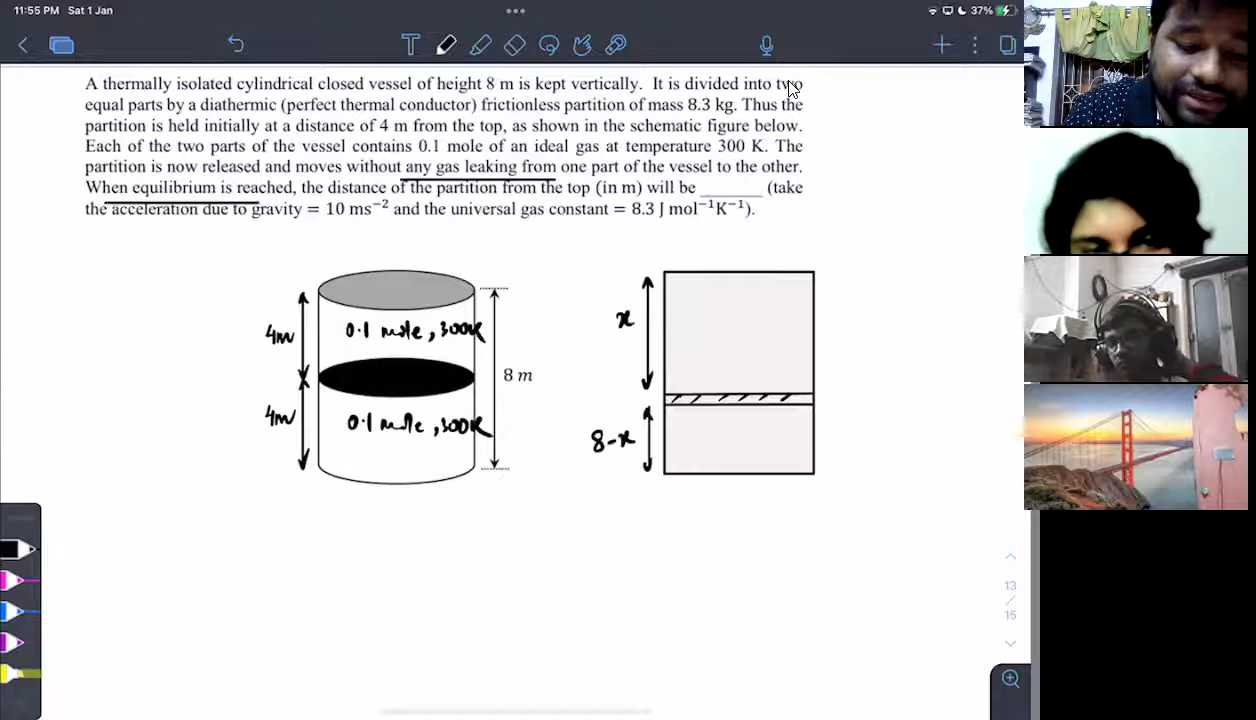 11:55 PM Sat 1 Jan
37%
A thermally isolated cylindrical closed vessel of height 8 m is kept vertically. It is divided into two
equal parts by a diathermic (perfect thermal conductor) frictionless partition of mass 8.3 kg. Thus the
partition is held initially at a distance of 4 m from the top, as shown in the schematic figure below.
Each of the two parts of the vessel contains 0.1 mole of an ideal gas at temperature 300 K. The
partition is now released and moves without any gas leaking from one part of the vessel to the other.
When equilibrium is reached, the distance of the partition from the top (in m) will be _______ (take
the acceleration due to gravity = 10 ms⁻² and the universal gas constant = 8.3 J mol⁻¹K⁻¹).
4m
0.1 mole, 300K
8 m
4m
0.1 mole, 300K
x
8-x
13
/
15